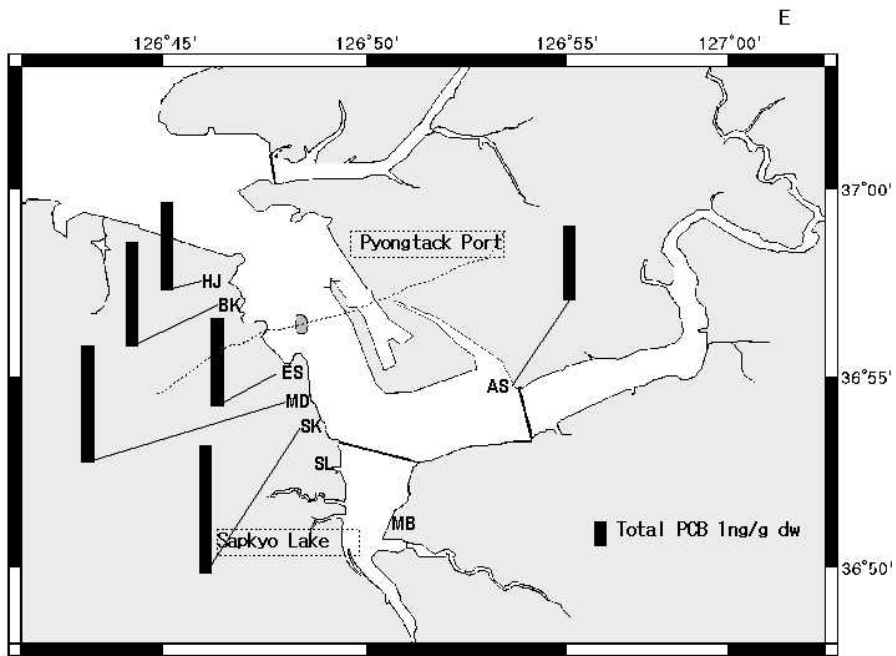 E
126°45' 126°50' 126°55' 127°00'
37°00'
Pyongtack Port
HJ
BK
36°55'
ES
AS
MD
SK
SL
MB
Total PCB 1ng/g dw
Sapkyo Lake
36°50'